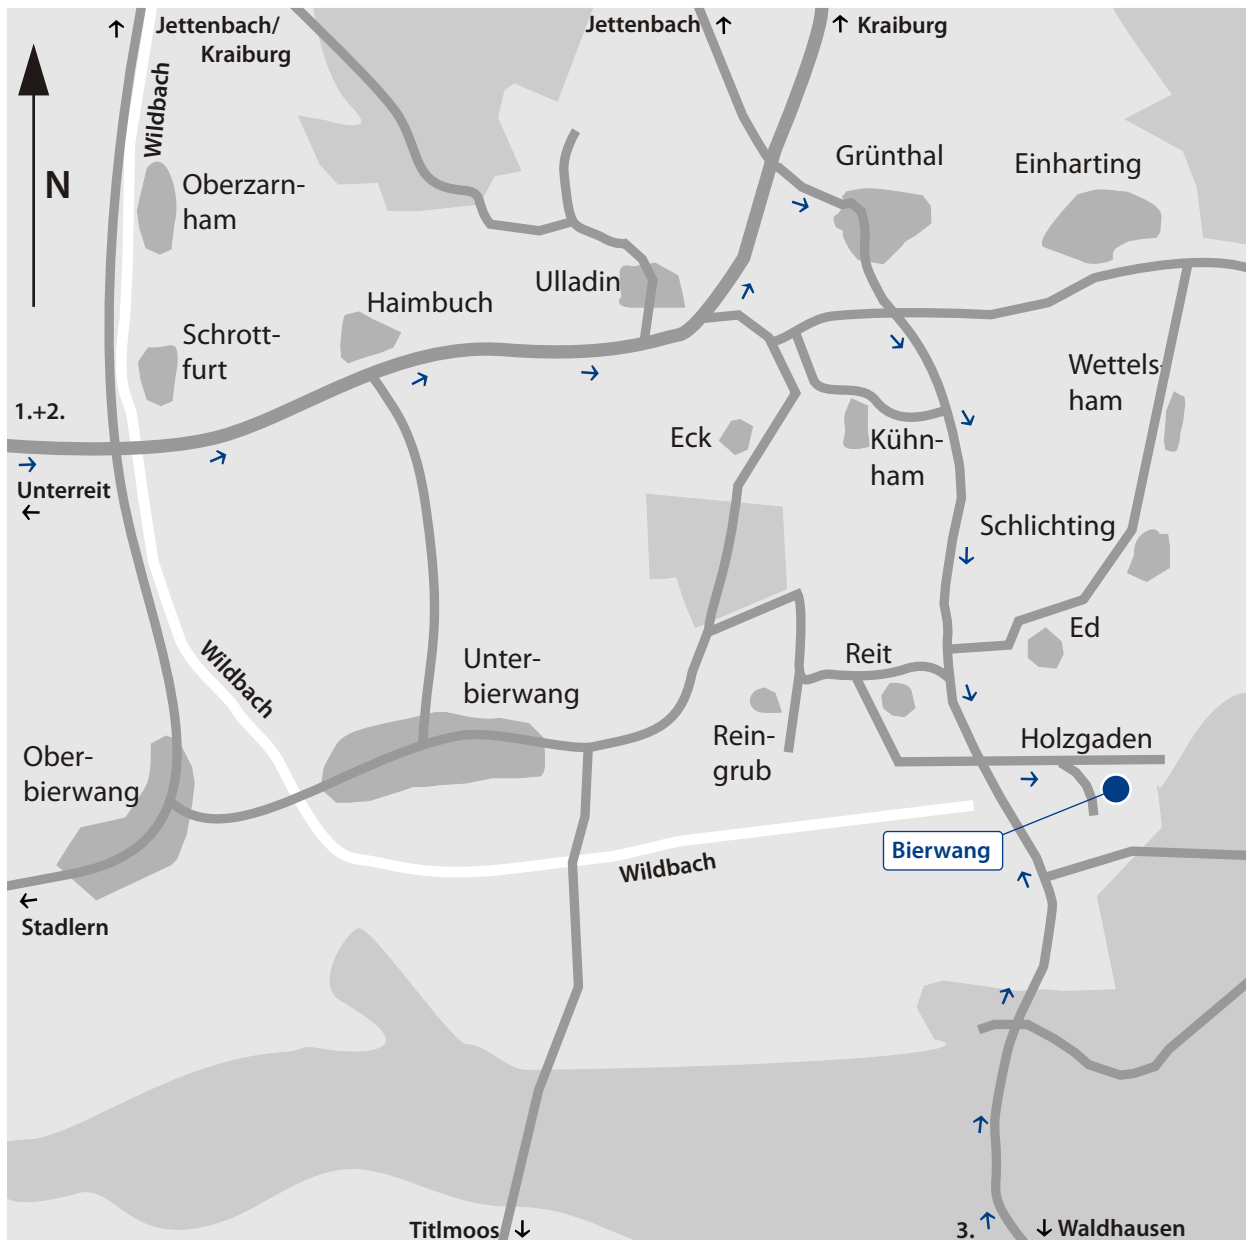 Jettenbach/
Kraiburg
Jettenbach
Kraiburg
Wildbach
N
Grünthal
Einharting
Oberzarn-
ham
Ulladin
Haimbuch
Schrott-
furt
Wettels-
ham
1.+2.
Eck
Kühn-
ham
Unterreit
Schlichting
Ed
Wildbach
Unter-
bierwang
Reit
Rein-
grub
Holzgaden
Ober-
bierwang
Bierwang
Wildbach
Stadlern
Titlmoos
3.
Waldhausen